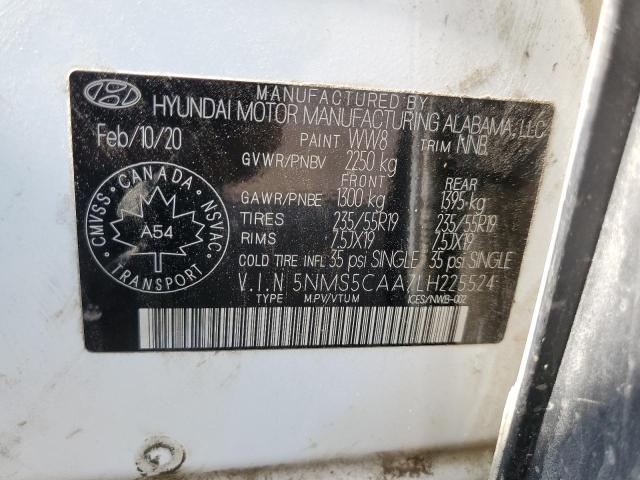 MANUFACTURED BY
HYUNDAI MOTOR MANUFACTURING ALABAMA, LLC
Feb/10/20 PAINT WW8 TRIM NNB
GVWR/PNBV 2250 kg
FRONT REAR
GAWR/PNBE 1300 kg 1395 kg
TIRES 235/55R19 235/55R19
RIMS 7.5JX19 7.5JX19
COLD TIRE INFL 35 psi SINGLE 35 psi SINGLE
V.I.N 5NMS5CAA7LH225524
TYPE M.PV/VTUM ICES/NWB-002
CMVSS CANADA NSVAC
A54
TRANSPORT